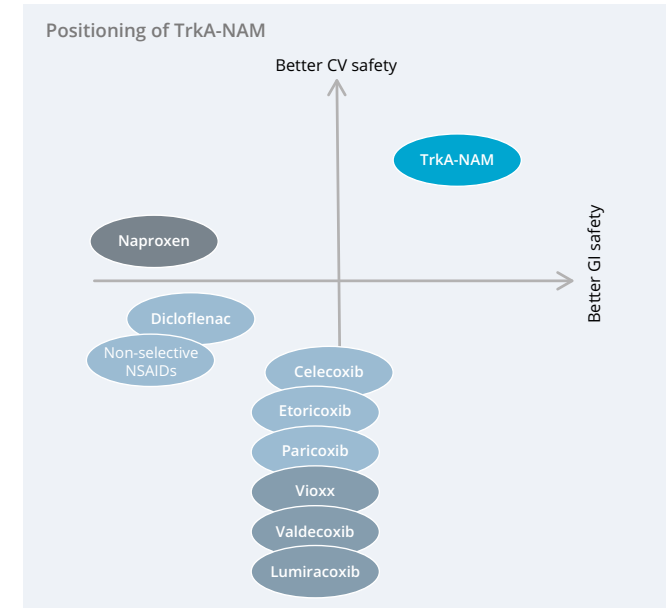 Positioning of TrkA-NAM
Better CV safety
TrkA-NAM
Naproxen
Better GI safety
Dicloflenac
Non-selective
NSAIDs
Celecoxib
Etoricoxib
Paricoxib
Vioxx
Valdecoxib
Lumiracoxib